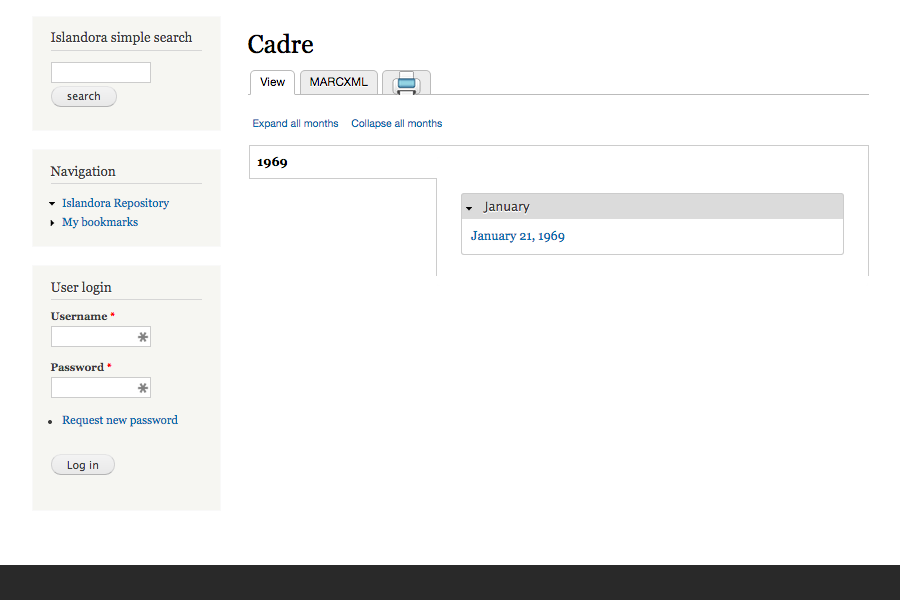 Islandora simple search
search
Navigation
Islandora Repository
My bookmarks
User login
Username *
Password *
Request new password
Log in
Cadre
View MARCXML
Expand all months Collapse all months
1969
January
January 21, 1969